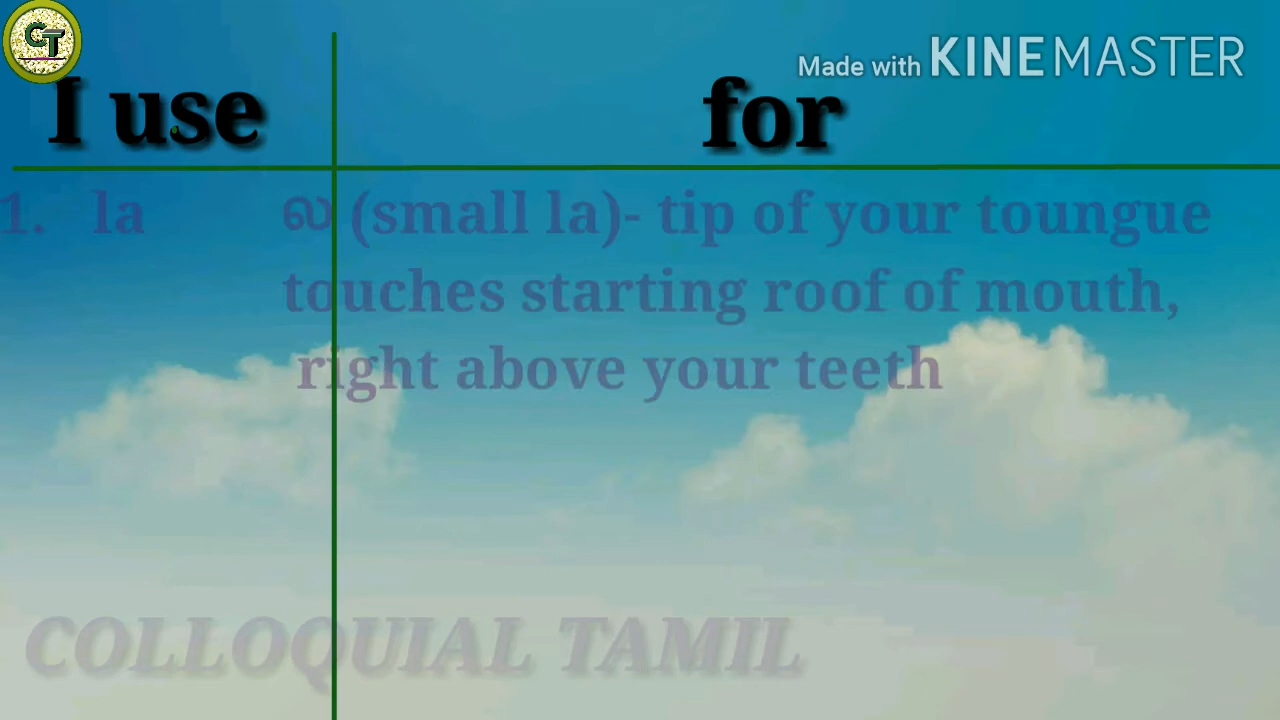 CT
Made with KINEMASTER
I use for
1. la ல (small la)- tip of your toungue
touches starting roof of mouth,
right above your teeth
COLLOQUIAL TAMIL